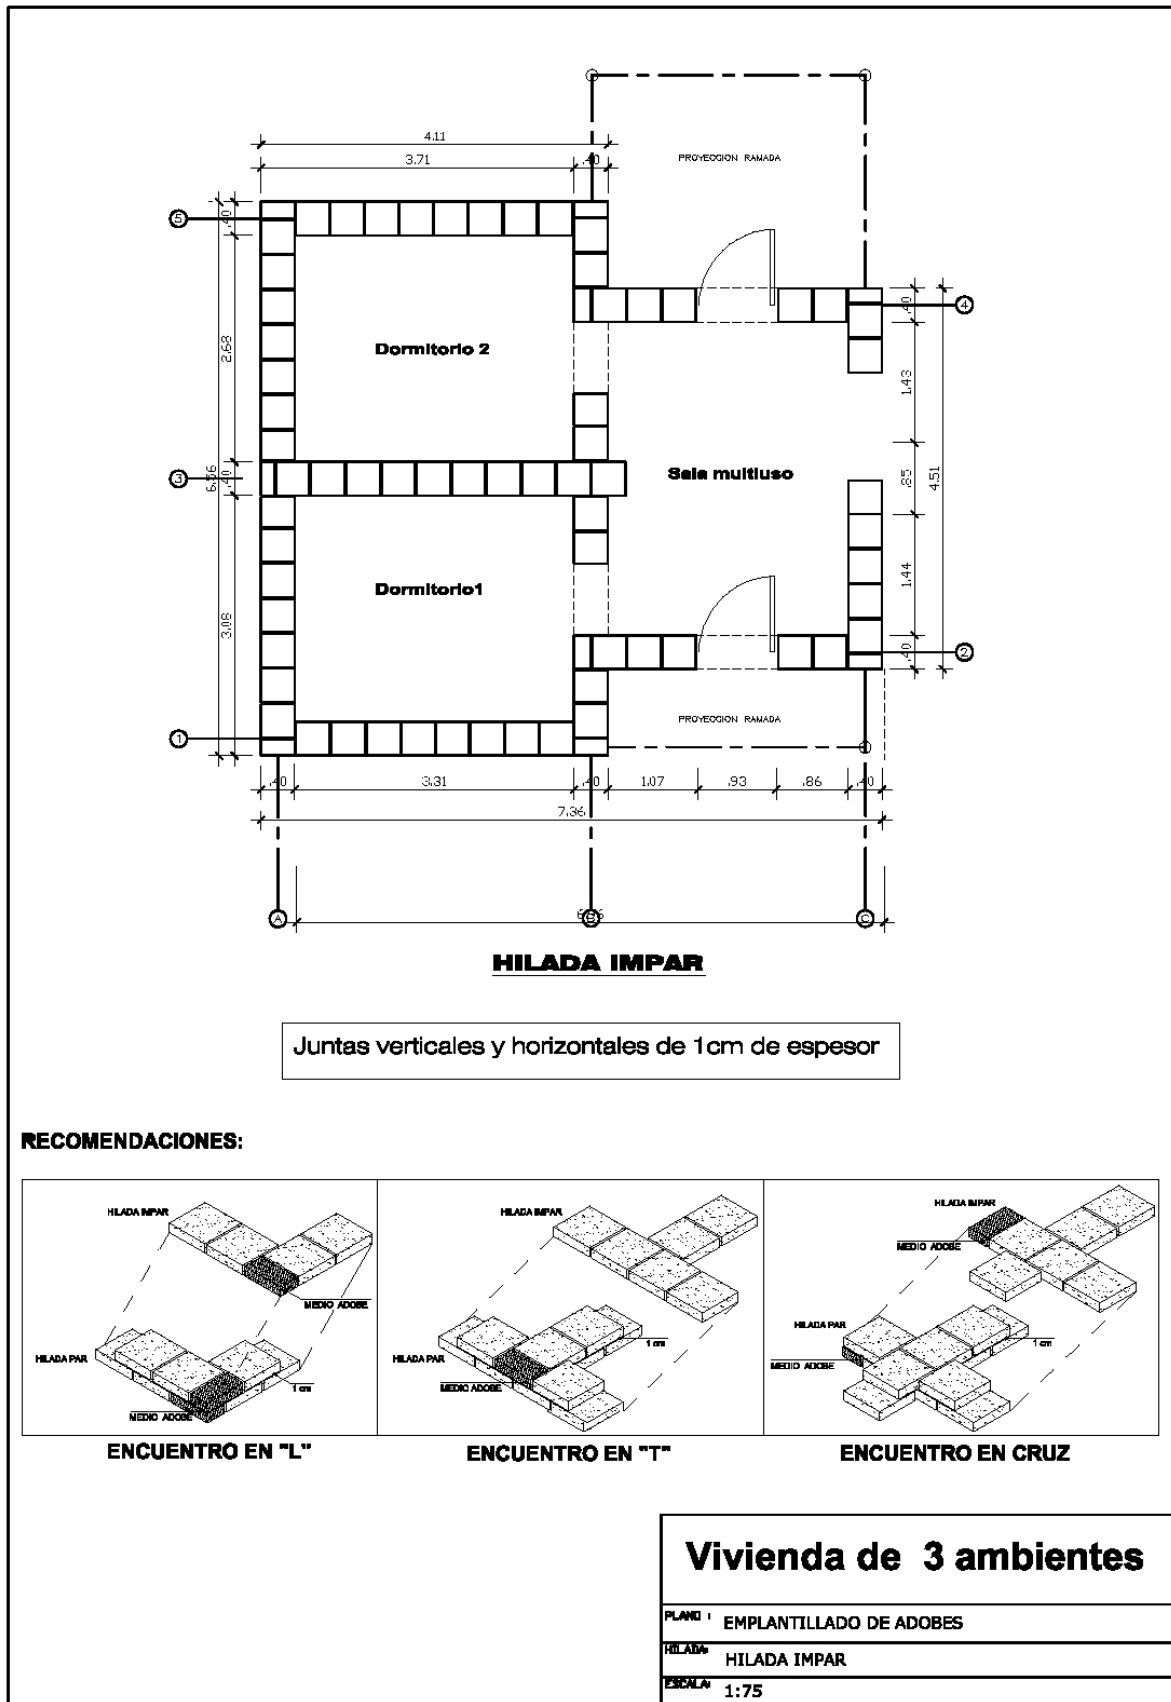 4.11
3.71
.40
PROYECCION RAMADA
5
.40
4
.40
2.68
Dormitorio 2
1.43
3
6.56
.40
Sala multiuso
.85
4.51
Dormitorio1
3.08
1.44
2
.40
PROYECCION RAMADA
1
.40
3.31
.40
1.07
.93
.86
.40
7.36
A
B
C
HILADA IMPAR
Juntas verticales y horizontales de 1cm de espesor
RECOMENDACIONES:
HILADA IMPAR
MEDIO ADOBE
HILADA PAR
1 cm
MEDIO ADOBE
ENCUENTRO EN "L"
HILADA IMPAR
HILADA PAR
1 cm
MEDIO ADOBE
ENCUENTRO EN "T"
HILADA IMPAR
MEDIO ADOBE
HILADA PAR
1 cm
MEDIO ADOBE
ENCUENTRO EN CRUZ
Vivienda de 3 ambientes
PLANO : EMPLANTILLADO DE ADOBES
HILADA: HILADA IMPAR
ESCALA: 1:75